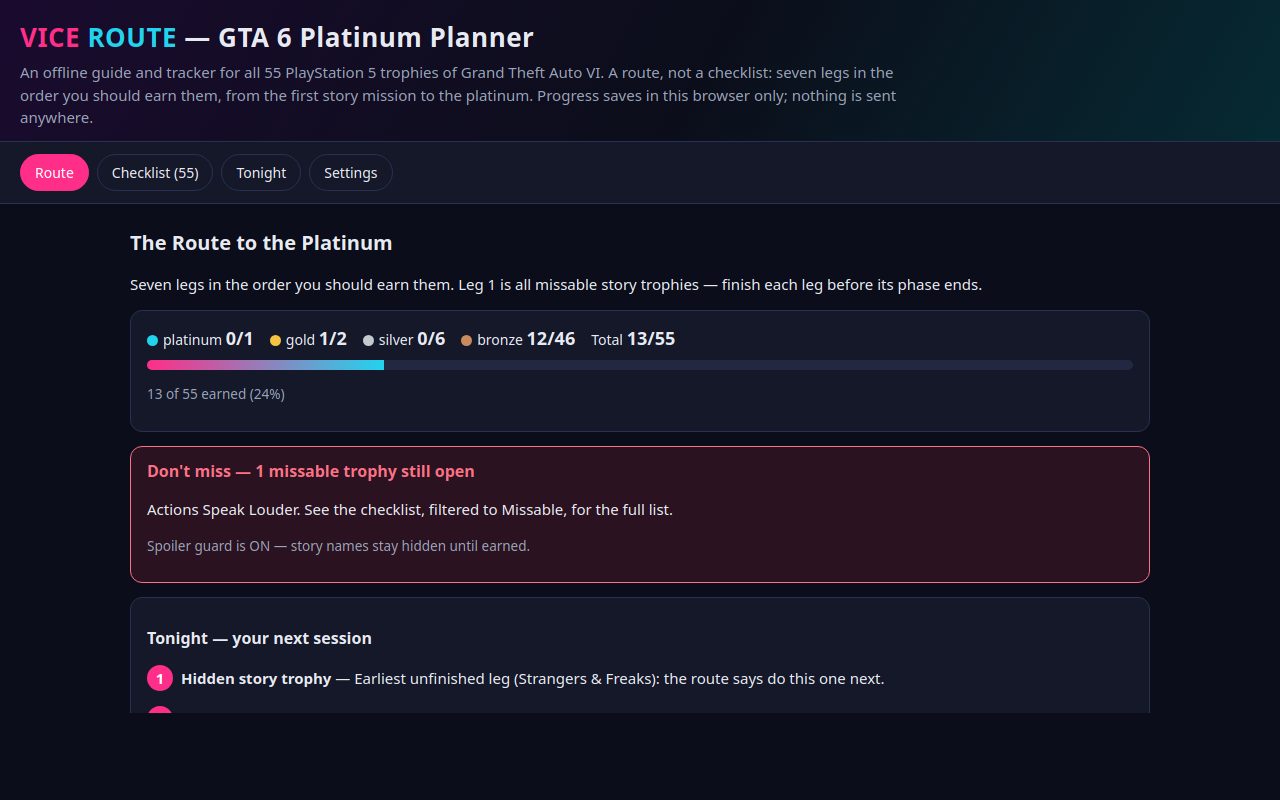 VICE ROUTE — GTA 6 Platinum Planner
An offline guide and tracker for all 55 PlayStation 5 trophies of Grand Theft Auto VI. A route, not a checklist: seven legs in the
order you should earn them, from the first story mission to the platinum. Progress saves in this browser only; nothing is sent
anywhere.
Route Checklist (55) Tonight Settings
The Route to the Platinum
Seven legs in the order you should earn them. Leg 1 is all missable story trophies — finish each leg before its phase ends.
platinum 0/1 gold 1/2 silver 0/6 bronze 12/46 Total 13/55
13 of 55 earned (24%)
Don't miss — 1 missable trophy still open
Actions Speak Louder. See the checklist, filtered to Missable, for the full list.
Spoiler guard is ON — story names stay hidden until earned.
Tonight — your next session
1 Hidden story trophy — Earliest unfinished leg (Strangers & Freaks): the route says do this one next.